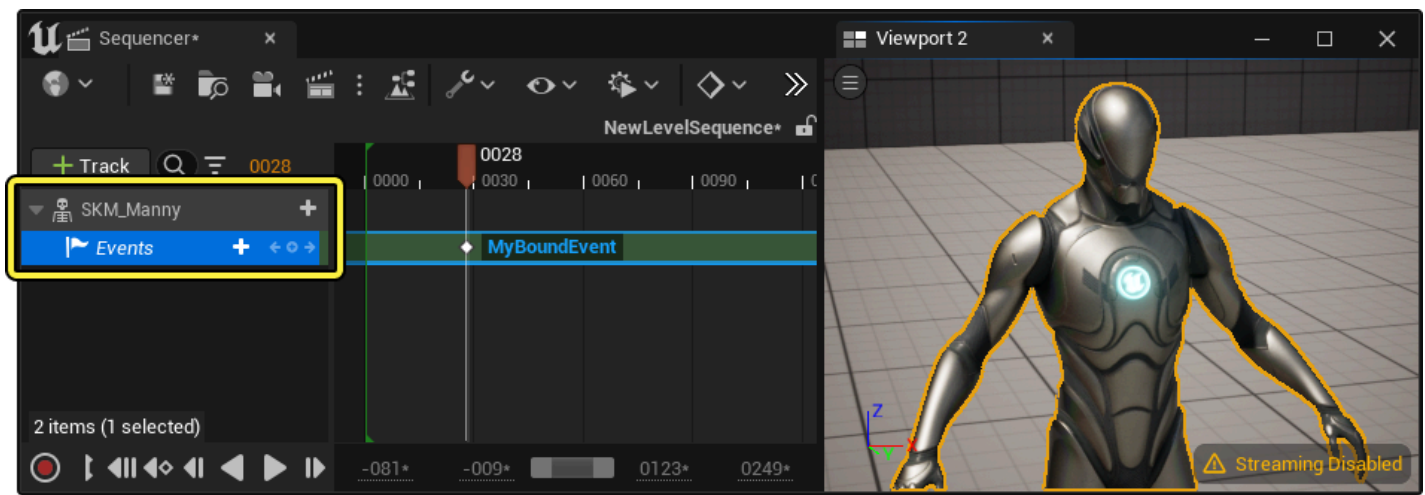 Sequencer*
Viewport 2
NewLevelSequence*
Track
0028
0028
0000
0030
0060
0090
SKM_Manny
Events
MyBoundEvent
2 items (1 selected)
-081*
-009*
0123*
0249*
Z
X
Y
Streaming Disabled